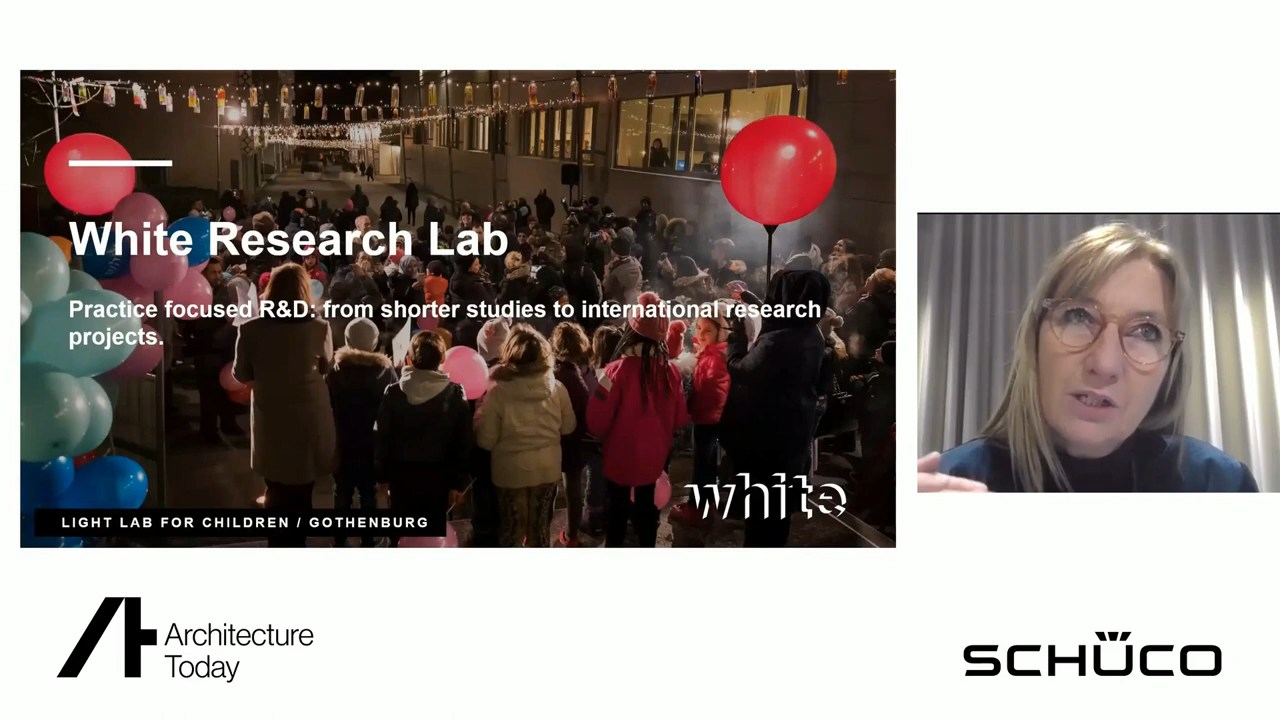 White Research Lab
Practice focused R&D: from shorter studies to international research
projects.
white
LIGHT LAB FOR CHILDREN / GOTHENBURG
Architecture
Today
SCHÜCO